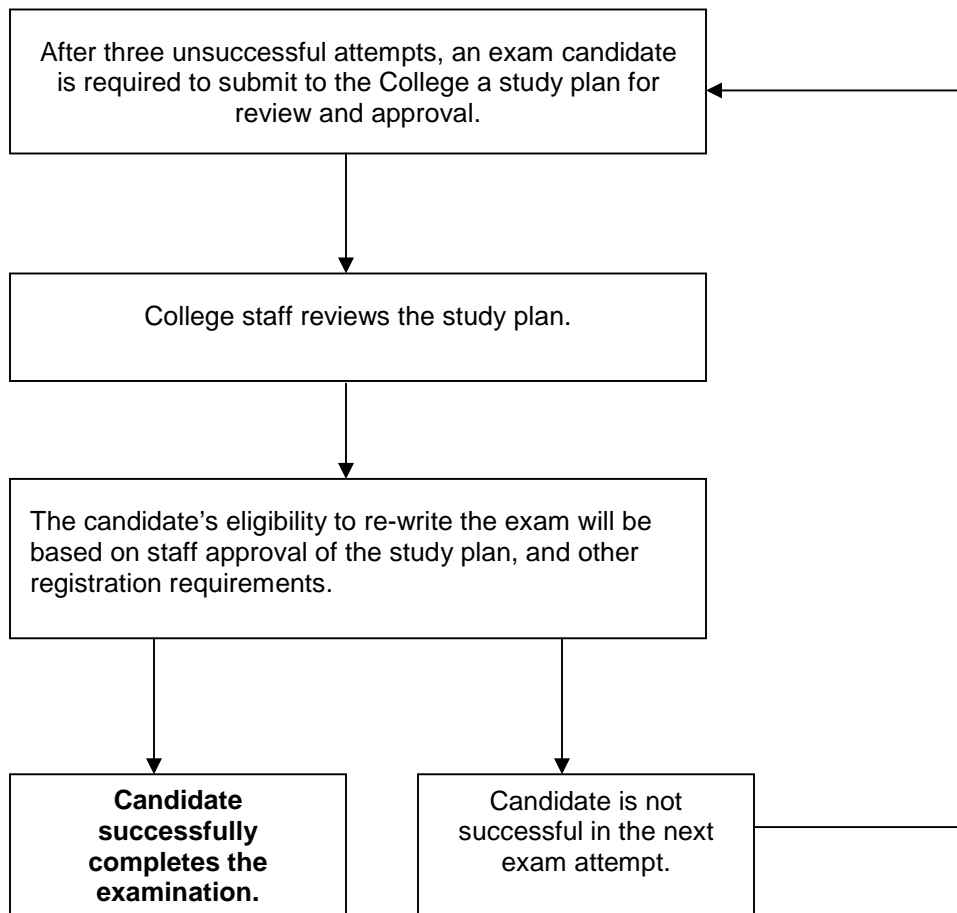 After three unsuccessful attempts, an exam candidate
is required to submit to the College a study plan for
review and approval.
College staff reviews the study plan.
The candidate’s eligibility to re-write the exam will be
based on staff approval of the study plan, and other
registration requirements.
Candidate
successfully
completes the
examination.
Candidate is not
successful in the next
exam attempt.